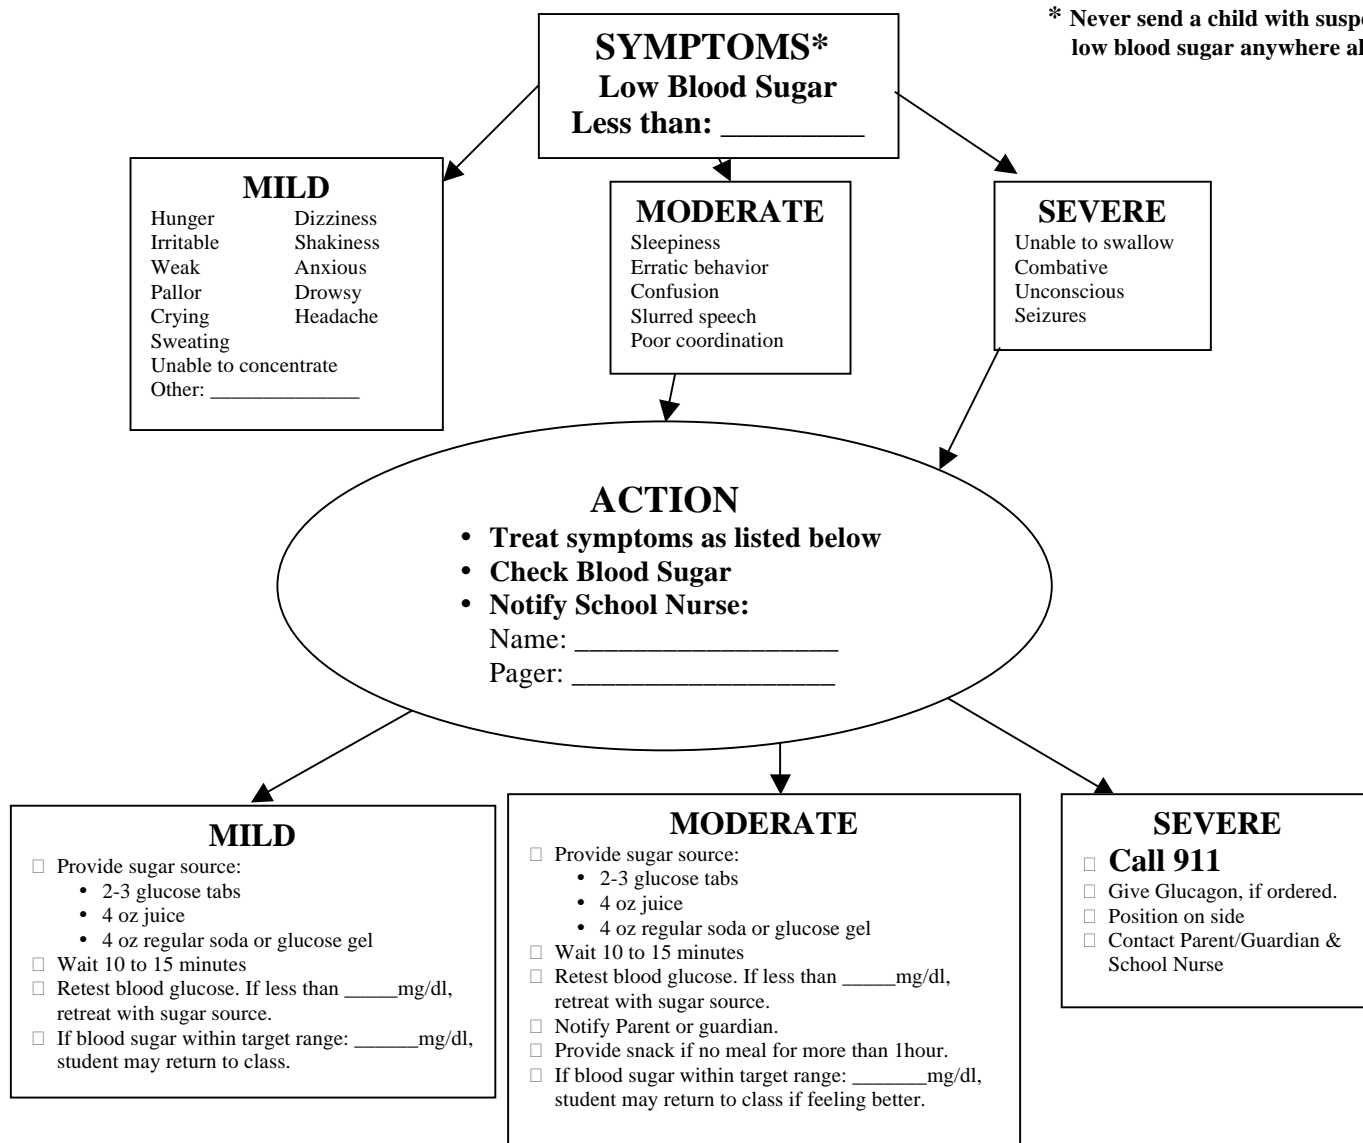 * Never send a child with
low blood sugar anywhere
SYMPTOMS*
Low Blood Sugar
Less than: __________
MILD
Hunger Dizziness
Irritable Shakiness
Weak Anxious
Pallor Drowsy
Crying Headache
Sweating
Unable to concentrate
Other: ______________
MODERATE
Sleepiness
Erratic behavior
Confusion
Slurred speech
Poor coordination
SEVERE
Unable to swallow
Combative
Unconscious
Seizures
ACTION
• Treat symptoms as listed below
• Check Blood Sugar
• Notify School Nurse:
Name: __________________
Pager: __________________
MILD
□ Provide sugar source:
• 2-3 glucose tabs
• 4 oz juice
• 4 oz regular soda or glucose gel
□ Wait 10 to 15 minutes
□ Retest blood glucose. If less than _____mg/dl,
retreat with sugar source.
□ If blood sugar within target range: ______mg/dl,
student may return to class.
MODERATE
□ Provide sugar source:
• 2-3 glucose tabs
• 4 oz juice
• 4 oz regular soda or glucose gel
□ Wait 10 to 15 minutes
□ Retest blood glucose. If less than _____mg/dl,
retreat with sugar source.
□ Notify Parent or guardian.
□ Provide snack if no meal for more than 1hour.
□ If blood sugar within target range: _______mg/dl,
student may return to class if feeling better.
SEVERE
□ Call 911
□ Give Glucagon, if ordered.
□ Position on side
□ Contact Parent/Guardian &
School Nurse